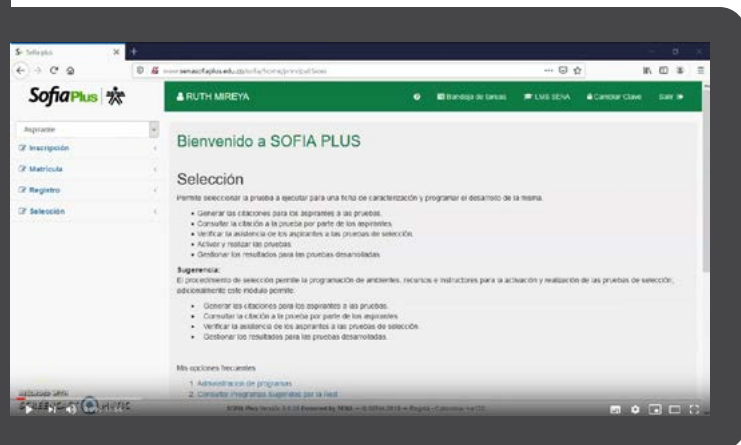 Sofia plus
www.senasofiaplus.edu.co/sofia/home/principal.faces
SofiaPlus
RUTH MIREYA
Bandeja de tareas
LMS SENA
Cambiar Clave
Salir
Aspirante
Inscripción
Matrícula
Registro
Selección
Bienvenido a SOFIA PLUS
Selección
Permite seleccionar la prueba a ejecutar para una ficha de caracterización y programar el desarrollo de la misma.
• Generar las citaciones para los aspirantes a las pruebas.
• Consultar la citación a la prueba por parte de los aspirantes.
• Verificar la asistencia de los aspirantes a las pruebas de selección.
• Activar y realizar las pruebas.
• Gestionar los resultados para las pruebas desarrolladas.
Sugerencia:
El procedimiento de selección permite la programación de ambientes, recursos e instructores para la activación y realización de las pruebas de selección,
adicionalmente este módulo permite:
• Generar las citaciones para los aspirantes a las pruebas.
• Consultar la citación a la prueba por parte de los aspirantes.
• Verificar la asistencia de los aspirantes a las pruebas de selección.
• Gestionar los resultados para las pruebas desarrolladas.
Mis opciones frecuentes
1. Administración de programas
2. Consultar Programas Sugeridos por la Red
SOFIA Plus